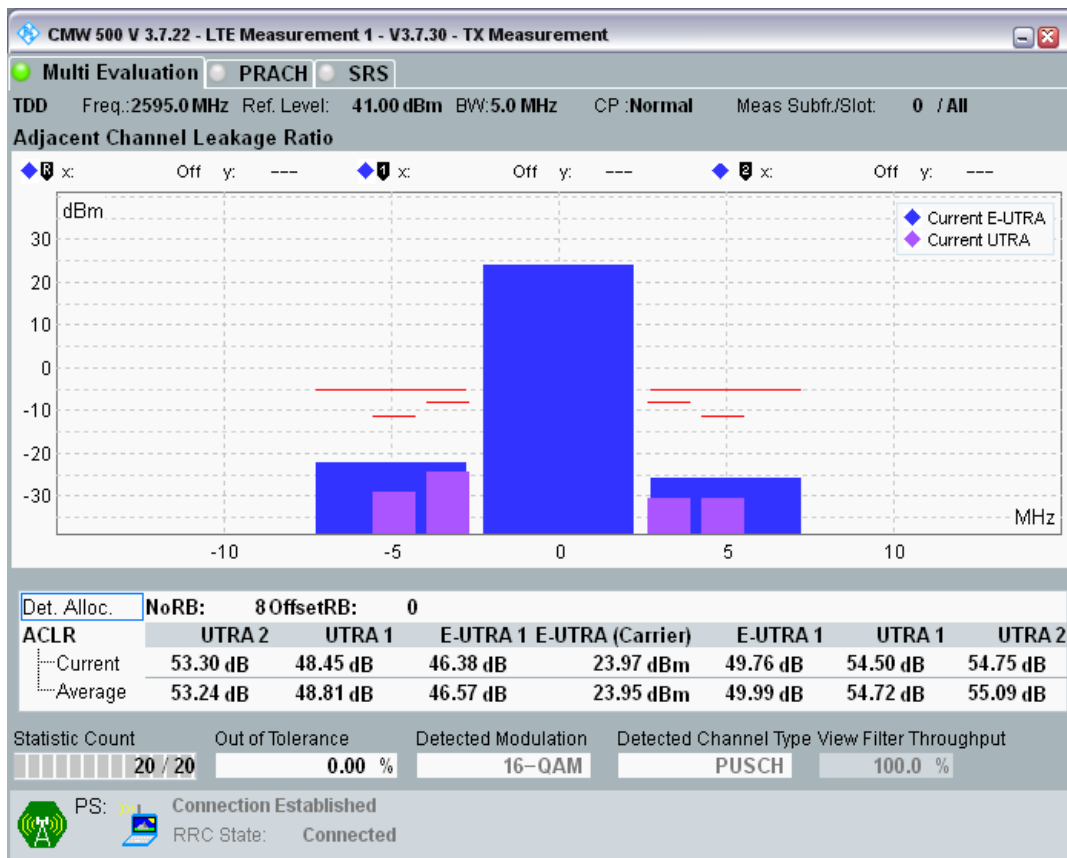 CMW 500 V 3.7.22 - LTE Measurement 1 - V3.7.30 - TX Measurement
Multi Evaluation PRACH SRS
TDD Freq.:2595.0 MHz Ref. Level: 41.00 dBm BW:5.0 MHz CP :Normal Meas Subfr./Slot: 0 / All
Adjacent Channel Leakage Ratio
R x: Off y: --- 1 x: Off y: --- 2 x: Off y: ---
dBm
Current E-UTRA
Current UTRA
30
20
10
0
-10
-20
-30
MHz
-10 -5 0 5 10
Det. Alloc. NoRB: 8 OffsetRB: 0
ACLR UTRA 2 UTRA 1 E-UTRA 1 E-UTRA (Carrier) E-UTRA 1 UTRA 1 UTRA 2
Current 53.30 dB 48.45 dB 46.38 dB 23.97 dBm 49.76 dB 54.50 dB 54.75 dB
Average 53.24 dB 48.81 dB 46.57 dB 23.95 dBm 49.99 dB 54.72 dB 55.09 dB
Statistic Count Out of Tolerance Detected Modulation Detected Channel Type View Filter Throughput
20 / 20 0.00 % 16-QAM PUSCH 100.0 %
PS: Connection Established
RRC State: Connected